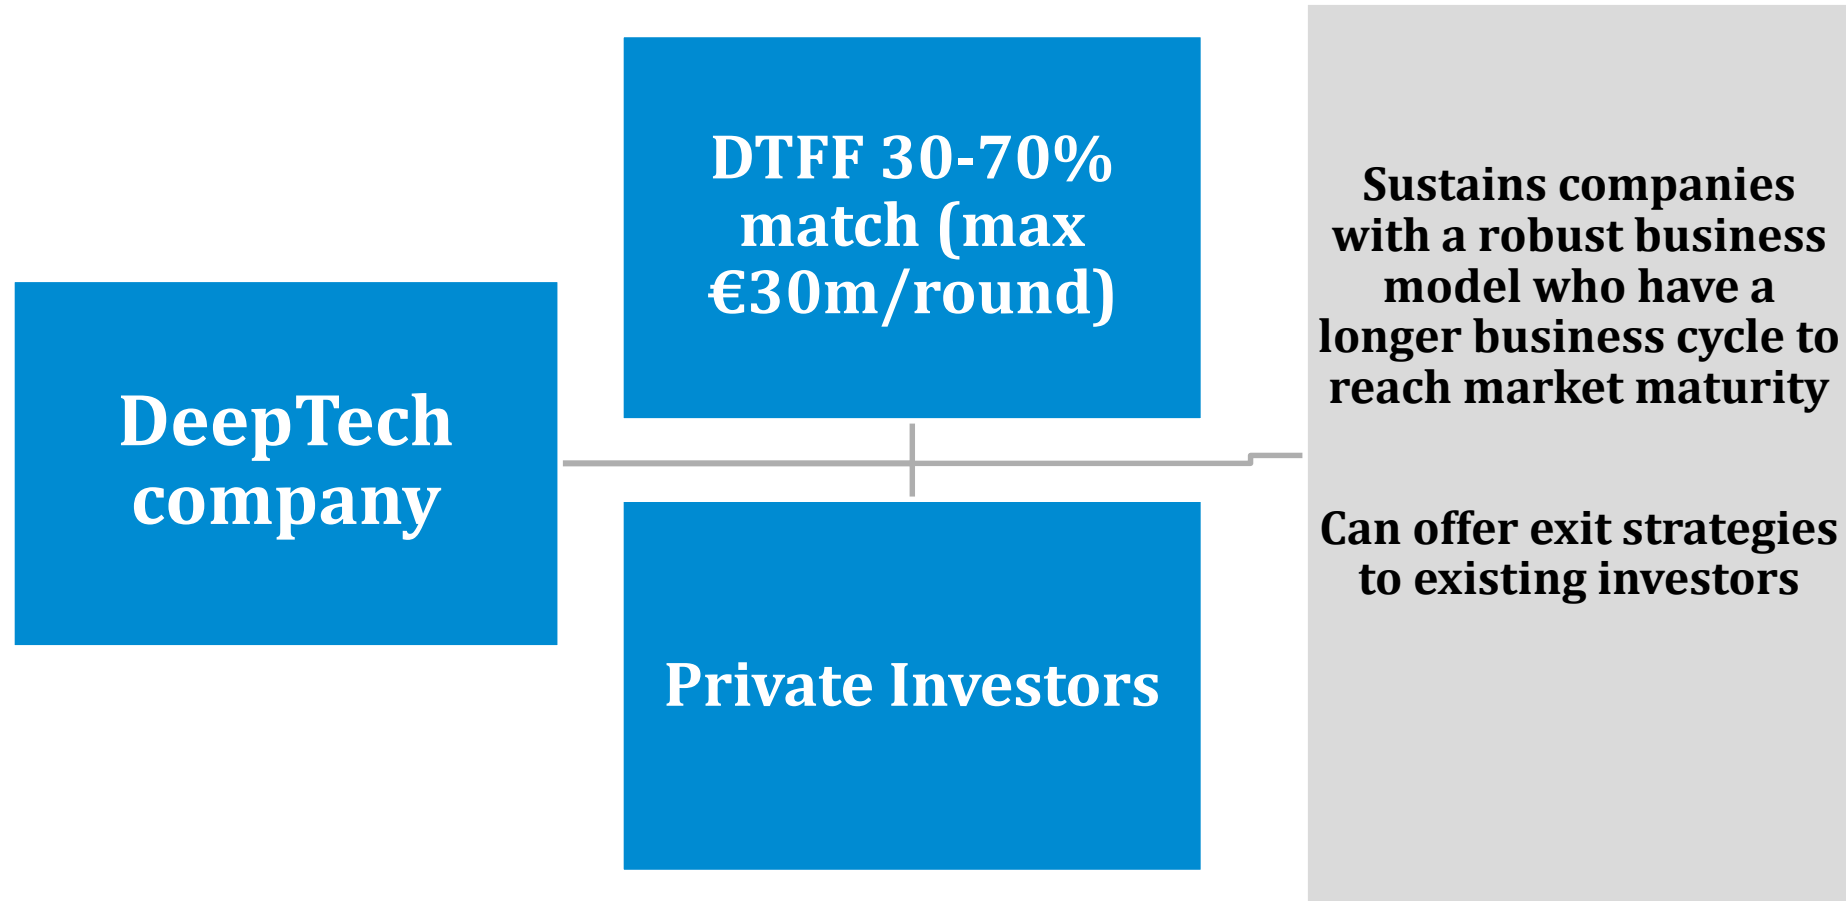 DeepTech
company
DTFF 30-70%
match (max
€30m/round)
Private Investors
Sustains companies
with a robust business
model who have a
longer business cycle to
reach market maturity
Can offer exit strategies
to existing investors